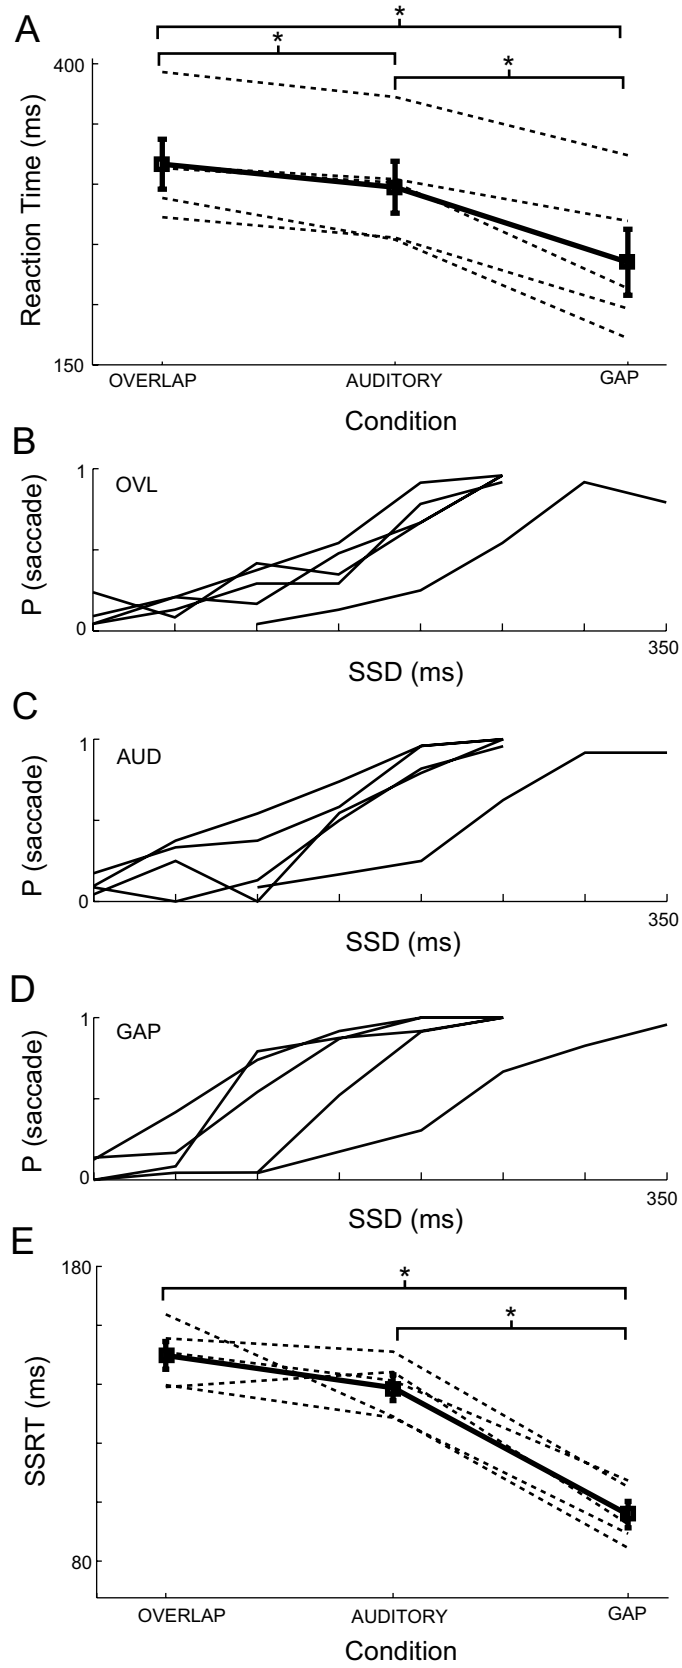 A
*
*
*
400
Reaction Time (ms)
150
OVERLAP AUDITORY GAP
Condition
B
1
OVL
P (saccade)
0
350
SSD (ms)
C
1
AUD
P (saccade)
0
350
SSD (ms)
D
1
GAP
P (saccade)
0
350
SSD (ms)
E
180
*
*
SSRT (ms)
80
OVERLAP AUDITORY GAP
Condition